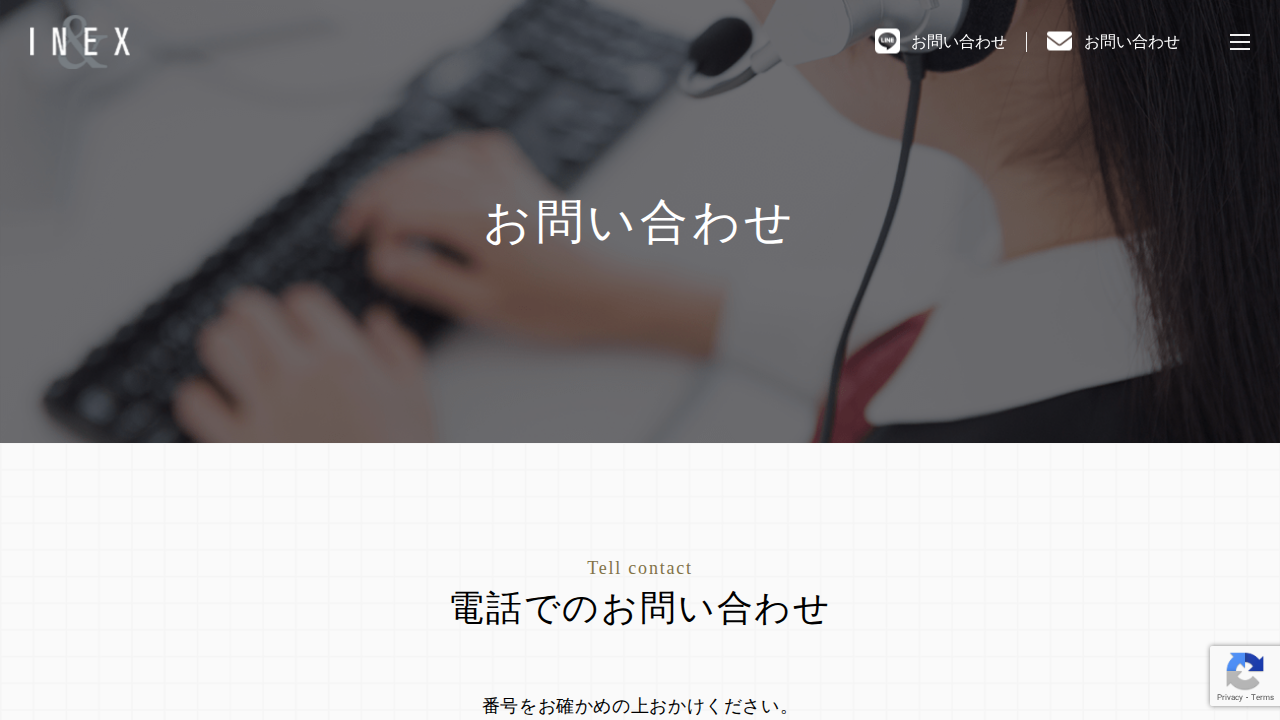 IN&EX
LINE
お問い合わせ
お問い合わせ
お問い合わせ
Tell contact
電話でのお問い合わせ
番号をお確かめの上おかけください。
Privacy - Terms